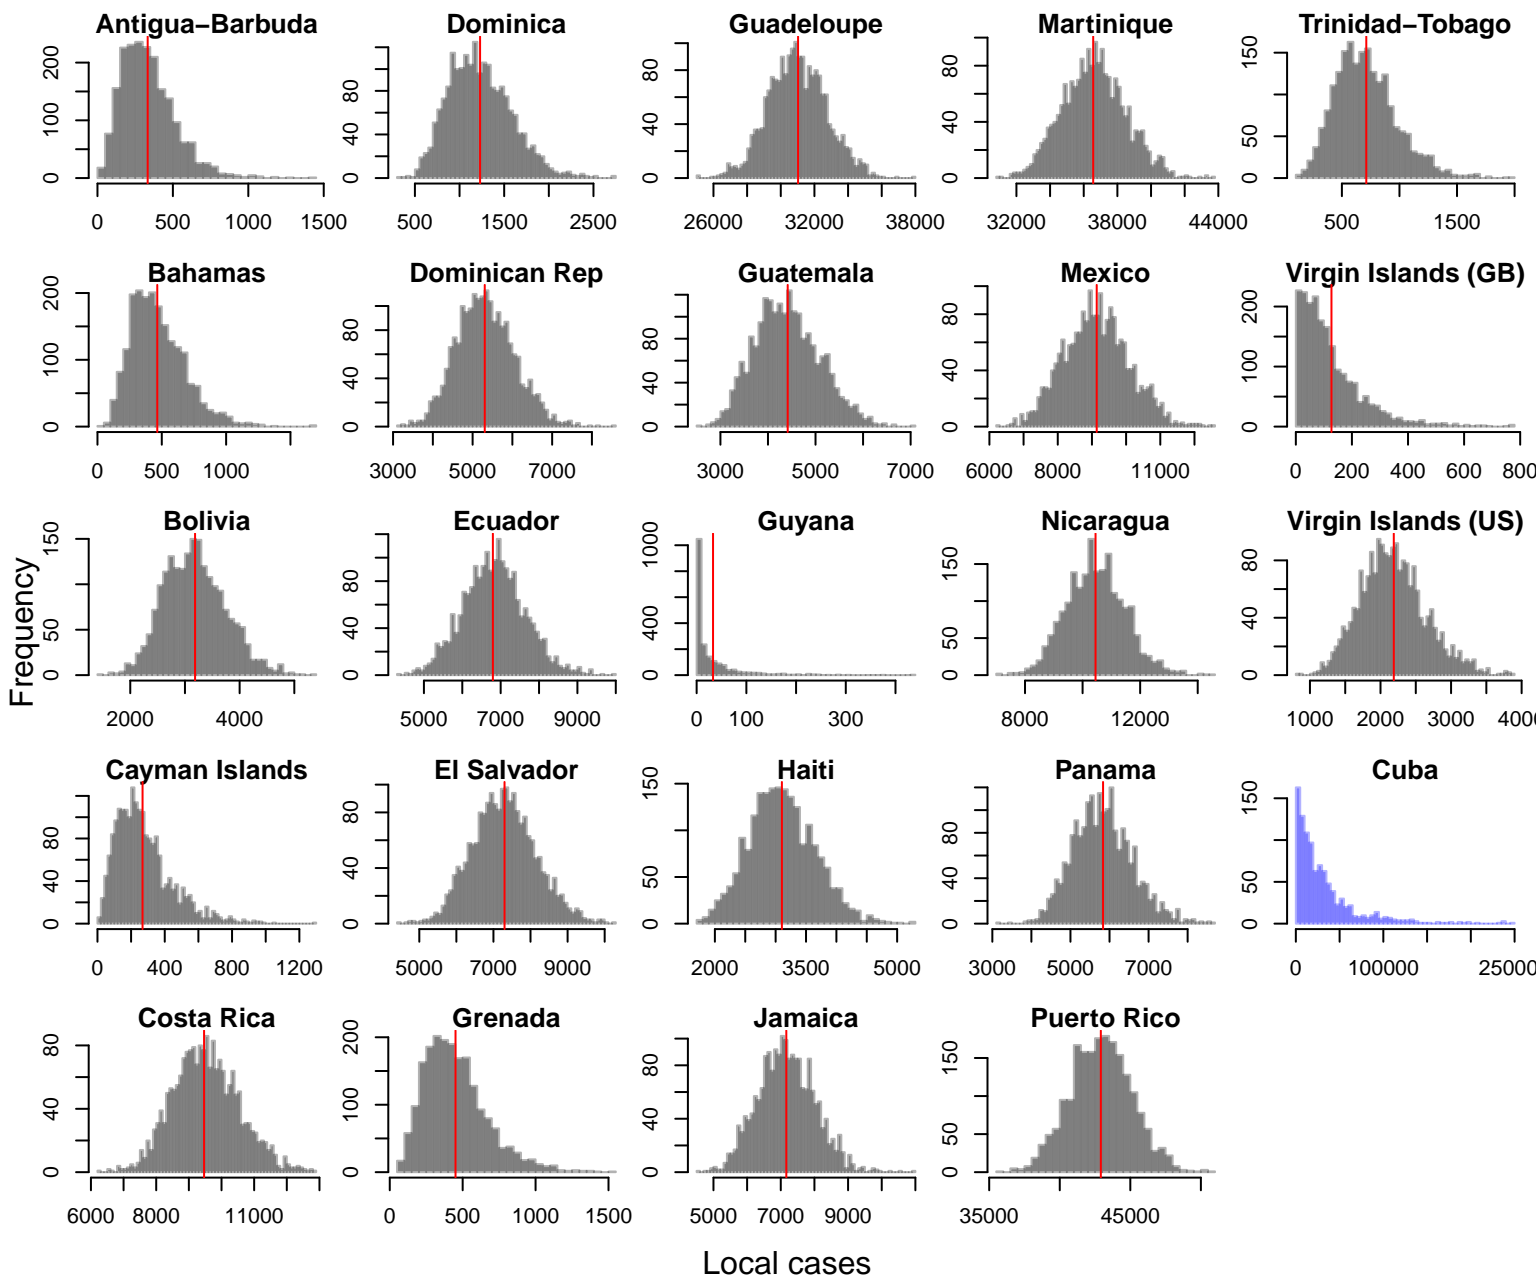 Antigua–Barbuda Dominica Guadeloupe Martinique Trinidad–Tobago
0 100 200 0 40 80 0 40 80 0 40 80 0 50 150
0 500 1000 1500 500 1500 2500 26000 32000 38000 32000 38000 44000 500 1500
Bahamas Dominican Rep Guatemala Mexico Virgin Islands (GB)
0 100 200 0 40 80 0 40 80 0 40 80 0 100 200
0 500 1000 3000 5000 7000 3000 5000 7000 6000 8000 11000 0 200 400 600 800
Bolivia Ecuador Guyana Nicaragua Virgin Islands (US)
0 50 150 0 40 80 0 400 1000 0 50 150 0 40 80
2000 4000 5000 7000 9000 0 100 300 8000 12000 1000 2000 3000 4000
Frequency
Cayman Islands El Salvador Haiti Panama Cuba
0 40 80 0 40 80 0 50 150 0 40 80 0 50 150
0 400 800 1200 5000 7000 9000 2000 3500 5000 3000 5000 7000 0 100000 25000
Costa Rica Grenada Jamaica Puerto Rico
0 40 80 0 100 200 0 40 80 0 50 150
6000 8000 11000 0 500 1000 1500 5000 7000 9000 35000 45000
Local cases